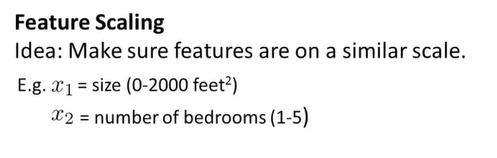 Feature Scaling
Idea: Make sure features are on a similar scale.
E.g. x₁ = size (0-2000 feet²)
x₂ = number of bedrooms (1-5)